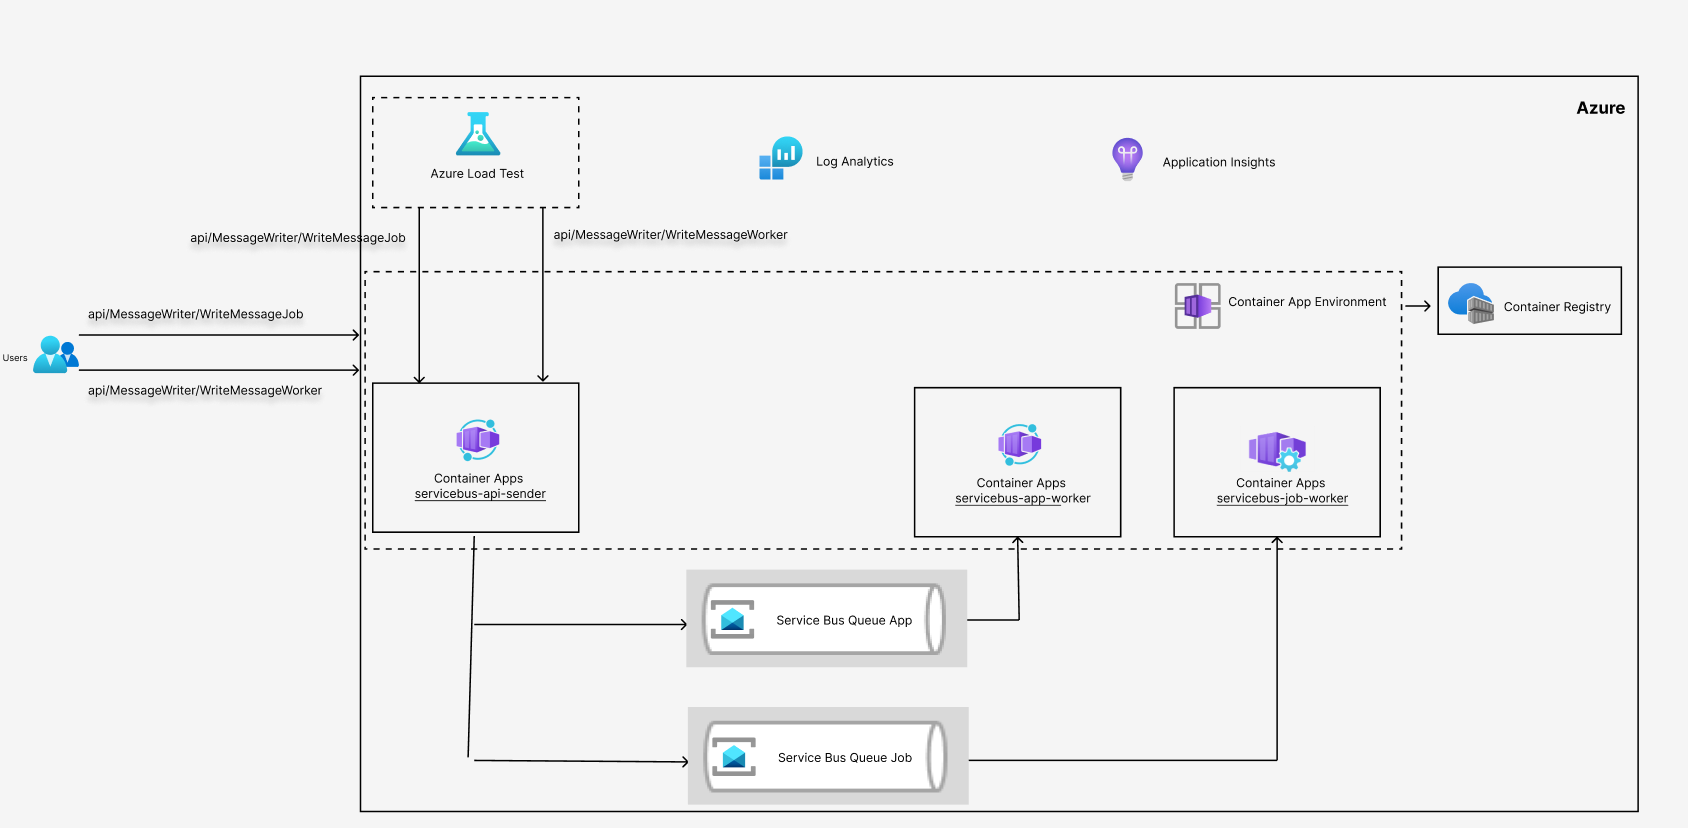 Azure
Azure Load Test
Log Analytics
Application Insights
api/MessageWriter/WriteMessageJob
api/MessageWriter/WriteMessageWorker
Container App Environment
Container Registry
api/MessageWriter/WriteMessageJob
Users
api/MessageWriter/WriteMessageWorker
Container Apps
servicebus-api-sender
Container Apps
servicebus-app-worker
Container Apps
servicebus-job-worker
Service Bus Queue App
Service Bus Queue Job